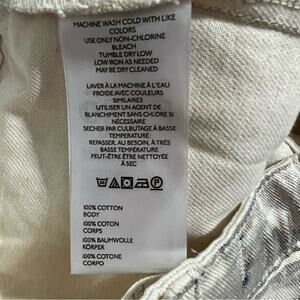 MACHINE WASH COLD WITH LIKE
COLORS
USE ONLY NON-CHLORINE
BLEACH
TUMBLE DRY LOW
LOW IRON AS NEEDED
MAY BE DRY CLEANED
LAVER À LA MACHINE À L'EAU
FROIDE AVEC COULEURS
SIMILAIRES
UTILISER UN AGENT DE
BLANCHIMENT SANS CHLORE SI
NÉCESSAIRE
SECHER PAR CULBUTAGE À BASSE
TEMPERATURE
REPASSER, AU BESOIN, À TRÈS
BASSE TEMPÉRATURE
PEUT-ÊTRE ÊTRE NETTOYÉE
À SEC
100% COTTON
BODY
100% COTON
CORPS
100% BAUMWOLLE
KÖRPER
100% COTONE
CORPO